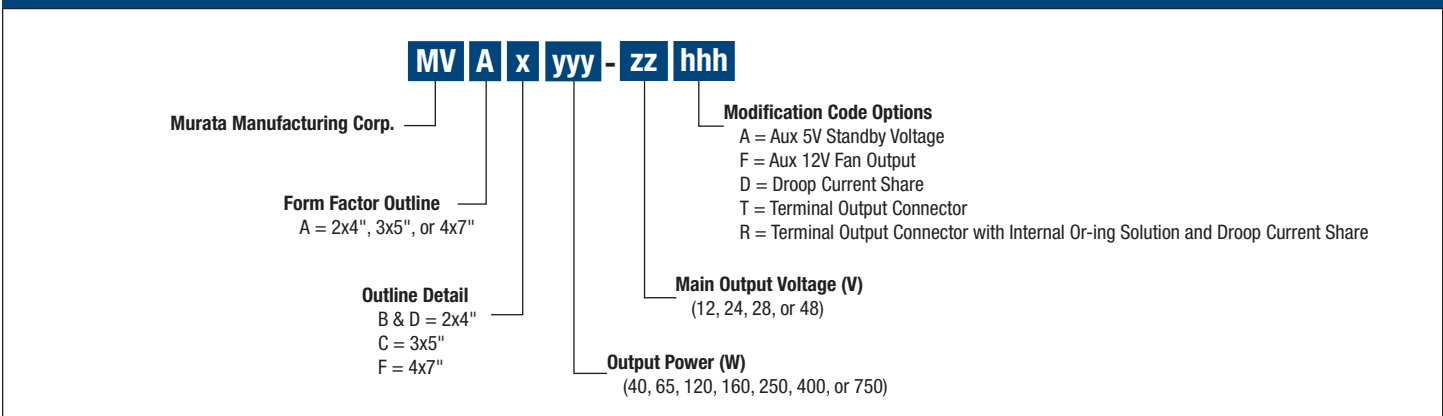 MV A x yyy - zz hhh
Murata Manufacturing Corp.
Form Factor Outline
A = 2x4", 3x5", or 4x7"
Outline Detail
B & D = 2x4"
C = 3x5"
F = 4x7"
Output Power (W)
(40, 65, 120, 160, 250, 400, or 750)
Main Output Voltage (V)
(12, 24, 28, or 48)
Modification Code Options
A = Aux 5V Standby Voltage
F = Aux 12V Fan Output
D = Droop Current Share
T = Terminal Output Connector
R = Terminal Output Connector with Internal Or-ing Solution and Droop Current Share